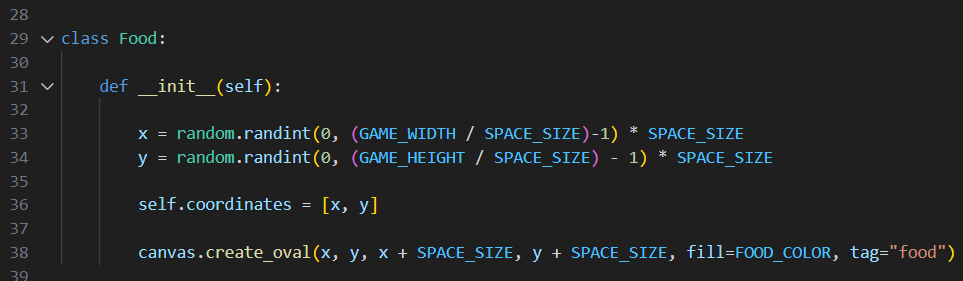 28
29 class Food:
30
31     def __init__(self):
32
33         x = random.randint(0, (GAME_WIDTH / SPACE_SIZE)-1) * SPACE_SIZE
34         y = random.randint(0, (GAME_HEIGHT / SPACE_SIZE) - 1) * SPACE_SIZE
35
36         self.coordinates = [x, y]
37
38         canvas.create_oval(x, y, x + SPACE_SIZE, y + SPACE_SIZE, fill=FOOD_COLOR, tag="food")
39